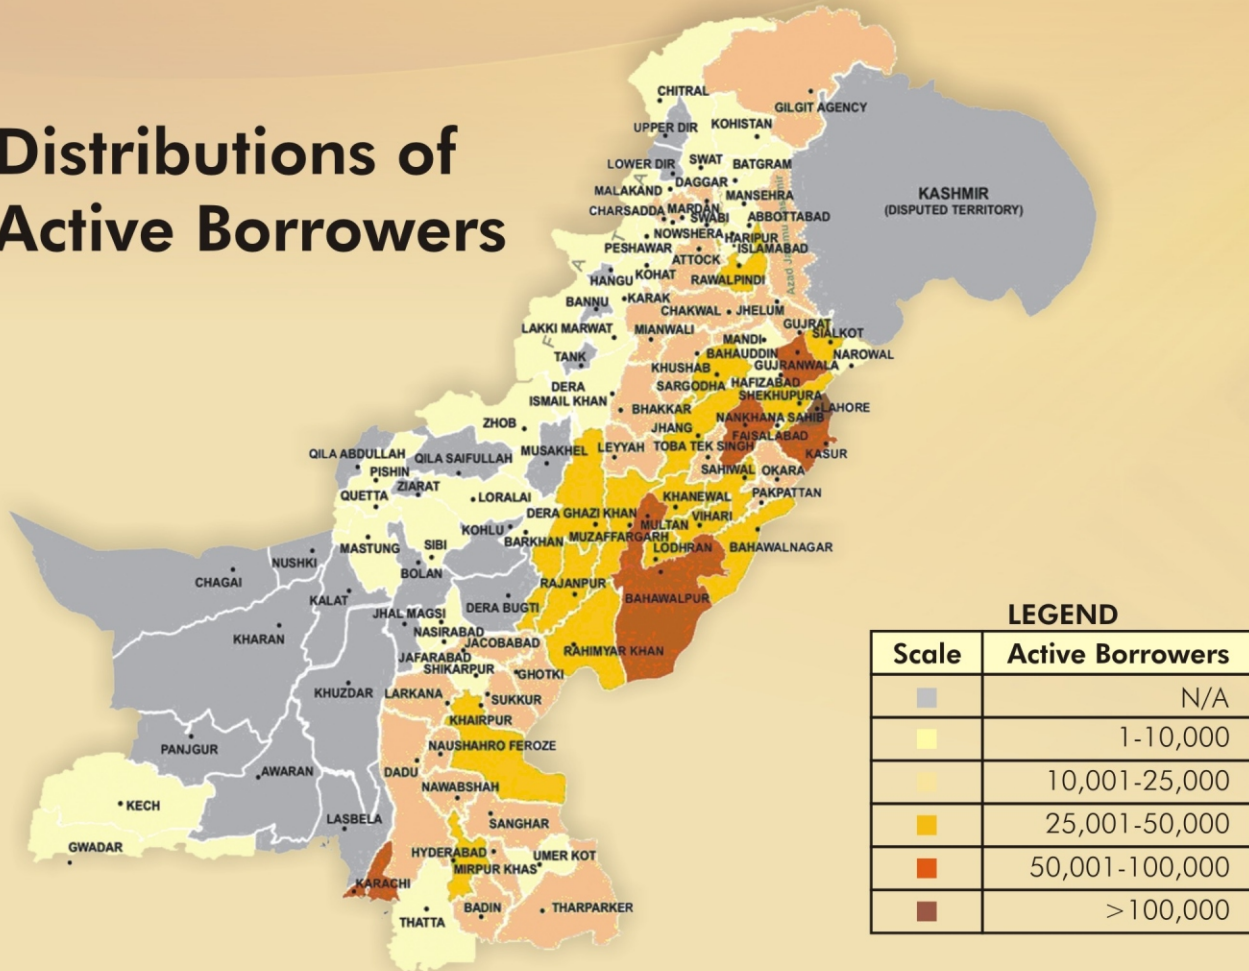 Distributions of
Active Borrowers
CHITRAL
GILGIT AGENCY
UPPER DIR
KOHISTAN
LOWER DIR
SWAT
BATGRAM
DAGGAR
MALAKAND
MANSEHRA
KASHMIR
(DISPUTED TERRITORY)
CHARSADDA
MARDAN
SWABI
ABBOTTABAD
NOWSHERA
HARIPUR
PESHAWAR
ISLAMABAD
ATTOCK
Azad Jammu Kashmir
F A T A
HANGU
KOHAT
RAWALPINDI
BANNU
KARAK
CHAKWAL
JHELUM
LAKKI MARWAT
MIANWALI
GUJRAT
SIALKOT
MANDI
BAHAUDDIN
NAROWAL
TANK
KHUSHAB
GUJRANWALA
SARGODHA
HAFIZABAD
DERA
ISMAIL KHAN
SHEKHUPURA
BHAKKAR
LAHORE
NANKHANA SAHIB
ZHOB
JHANG
FAISALABAD
QILA ABDULLAH
QILA SAIFULLAH
MUSAKHEL
LEYYAH
TOBA TEK SINGH
KASUR
PISHIN
SAHIWAL
OKARA
ZIARAT
QUETTA
LORALAI
KHANEWAL
PAKPATTAN
DERA GHAZI KHAN
VIHARI
KOHLU
MULTAN
BARKHAN
MUZAFFARGARH
MASTUNG
SIBI
LODHRAN
BAHAWALNAGAR
NUSHKI
BOLAN
CHAGAI
RAJANPUR
KALAT
BAHAWALPUR
JHAL MAGSI
DERA BUGTI
KHARAN
NASIRABAD
JACOBABAD
JAFARABAD
RAHIMYAR KHAN
SHIKARPUR
GHOTKI
KHUZDAR
LARKANA
SUKKUR
KHAIRPUR
PANJGUR
NAUSHAHRO FEROZE
AWARAN
DADU
NAWABSHAH
KECH
LASBELA
SANGHAR
GWADAR
HYDERABAD
UMER KOT
MIRPUR KHAS
KARACHI
BADIN
THARPARKER
THATTA
LEGEND
Scale Active Borrowers
N/A
1-10,000
10,001-25,000
25,001-50,000
50,001-100,000
>100,000